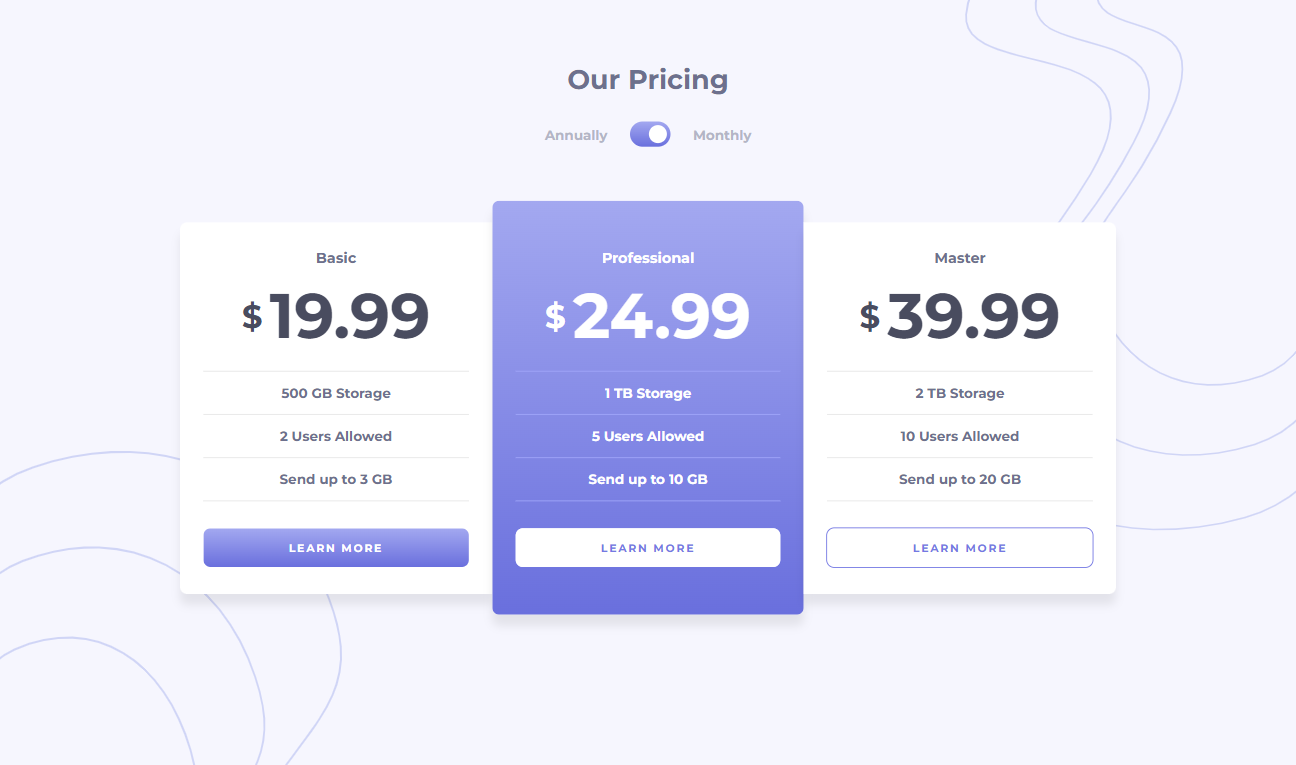 Our Pricing
Annually Monthly
Basic
$ 19.99
500 GB Storage
2 Users Allowed
Send up to 3 GB
LEARN MORE
Professional
$ 24.99
1 TB Storage
5 Users Allowed
Send up to 10 GB
LEARN MORE
Master
$ 39.99
2 TB Storage
10 Users Allowed
Send up to 20 GB
LEARN MORE